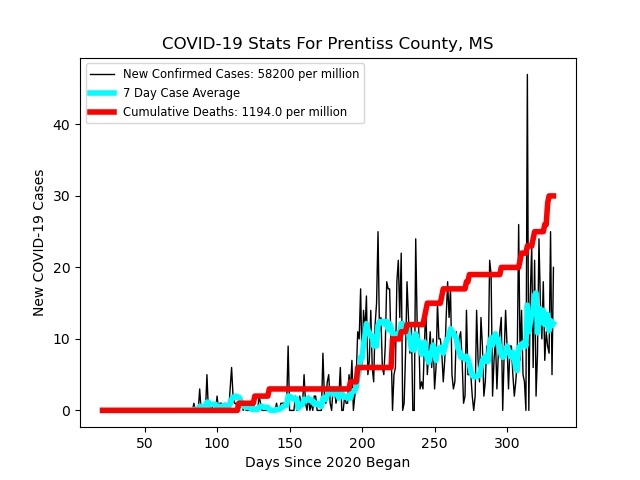 COVID-19 Stats For Prentiss County, MS
New Confirmed Cases: 58200 per million
7 Day Case Average
Cumulative Deaths: 1194.0 per million
New COVID-19 Cases
40
30
20
10
0
50 100 150 200 250 300
Days Since 2020 Began